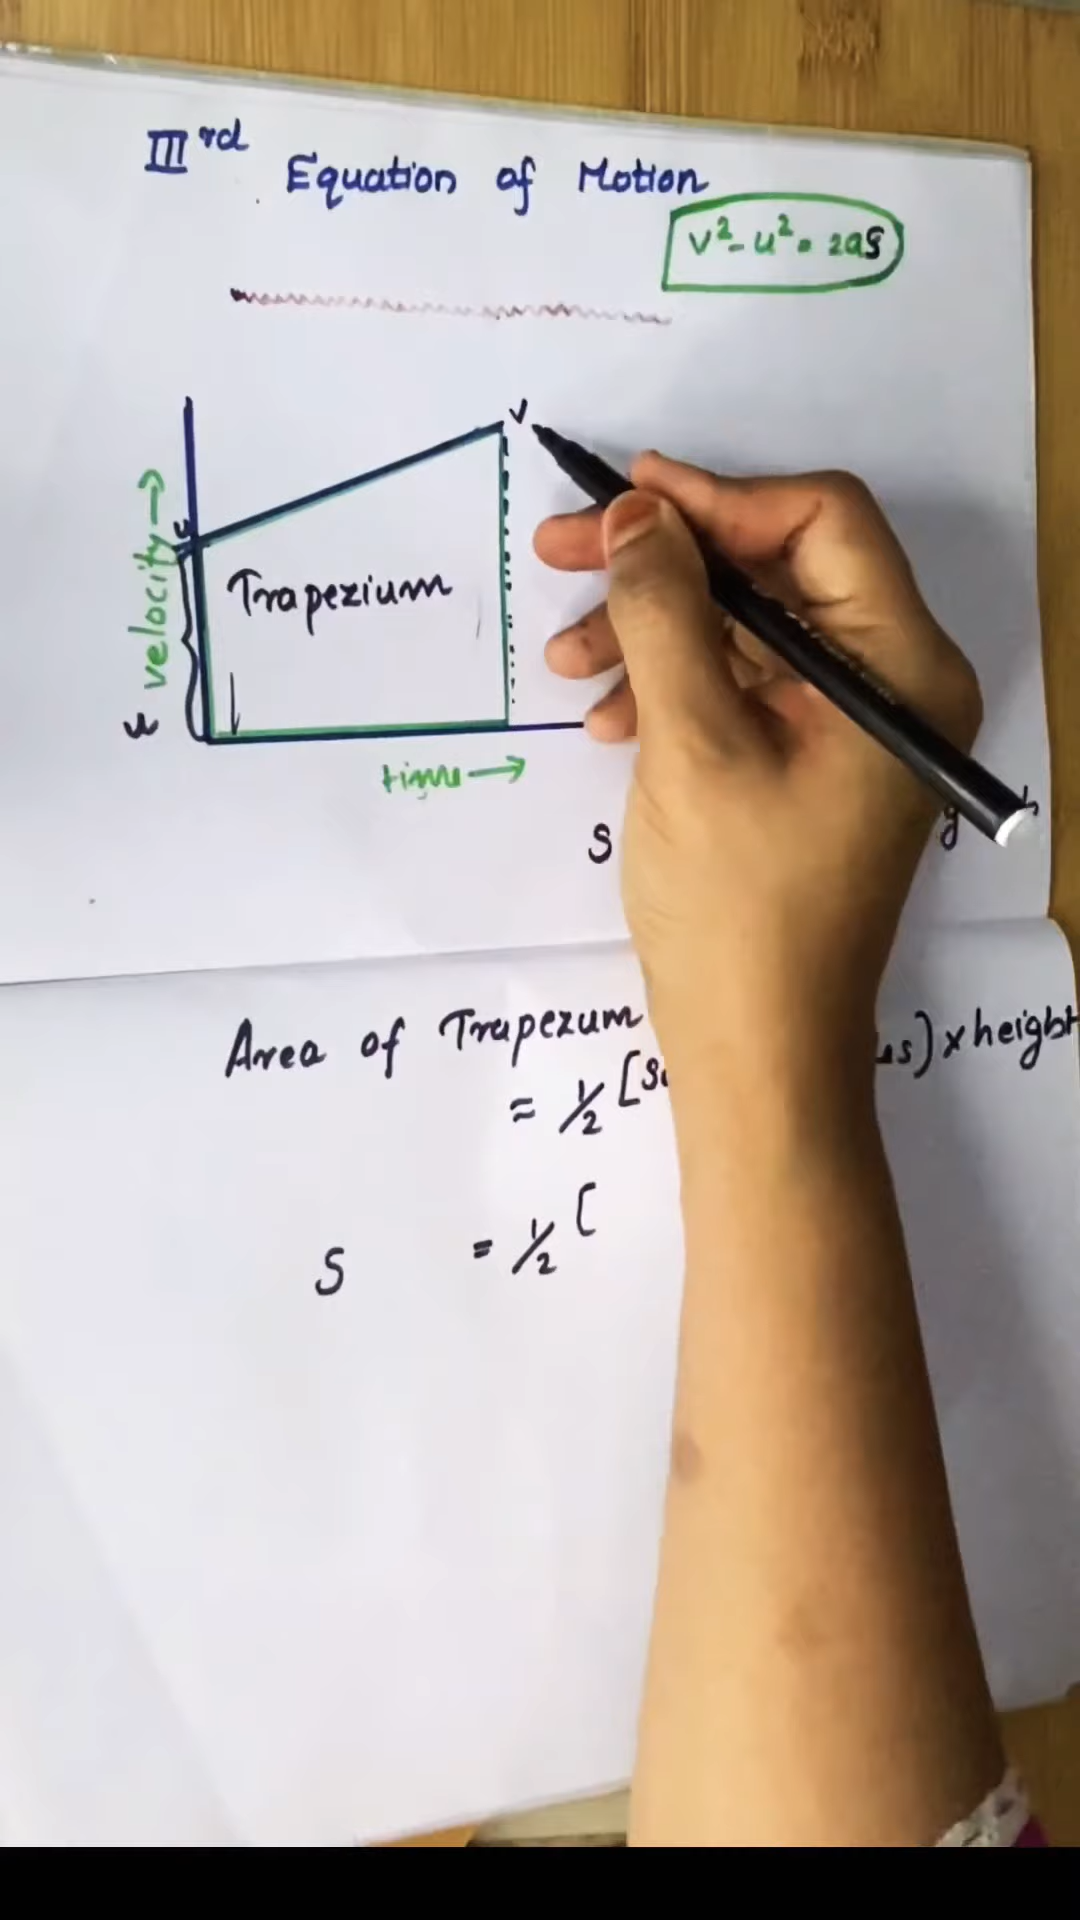 IIIrd Equation of Motion
v²-u² = 2as
v
u
velocity →
Trapezium
u
time →
S
Area of Trapezum
s) x height
= 1/2 [
S = 1/2 [